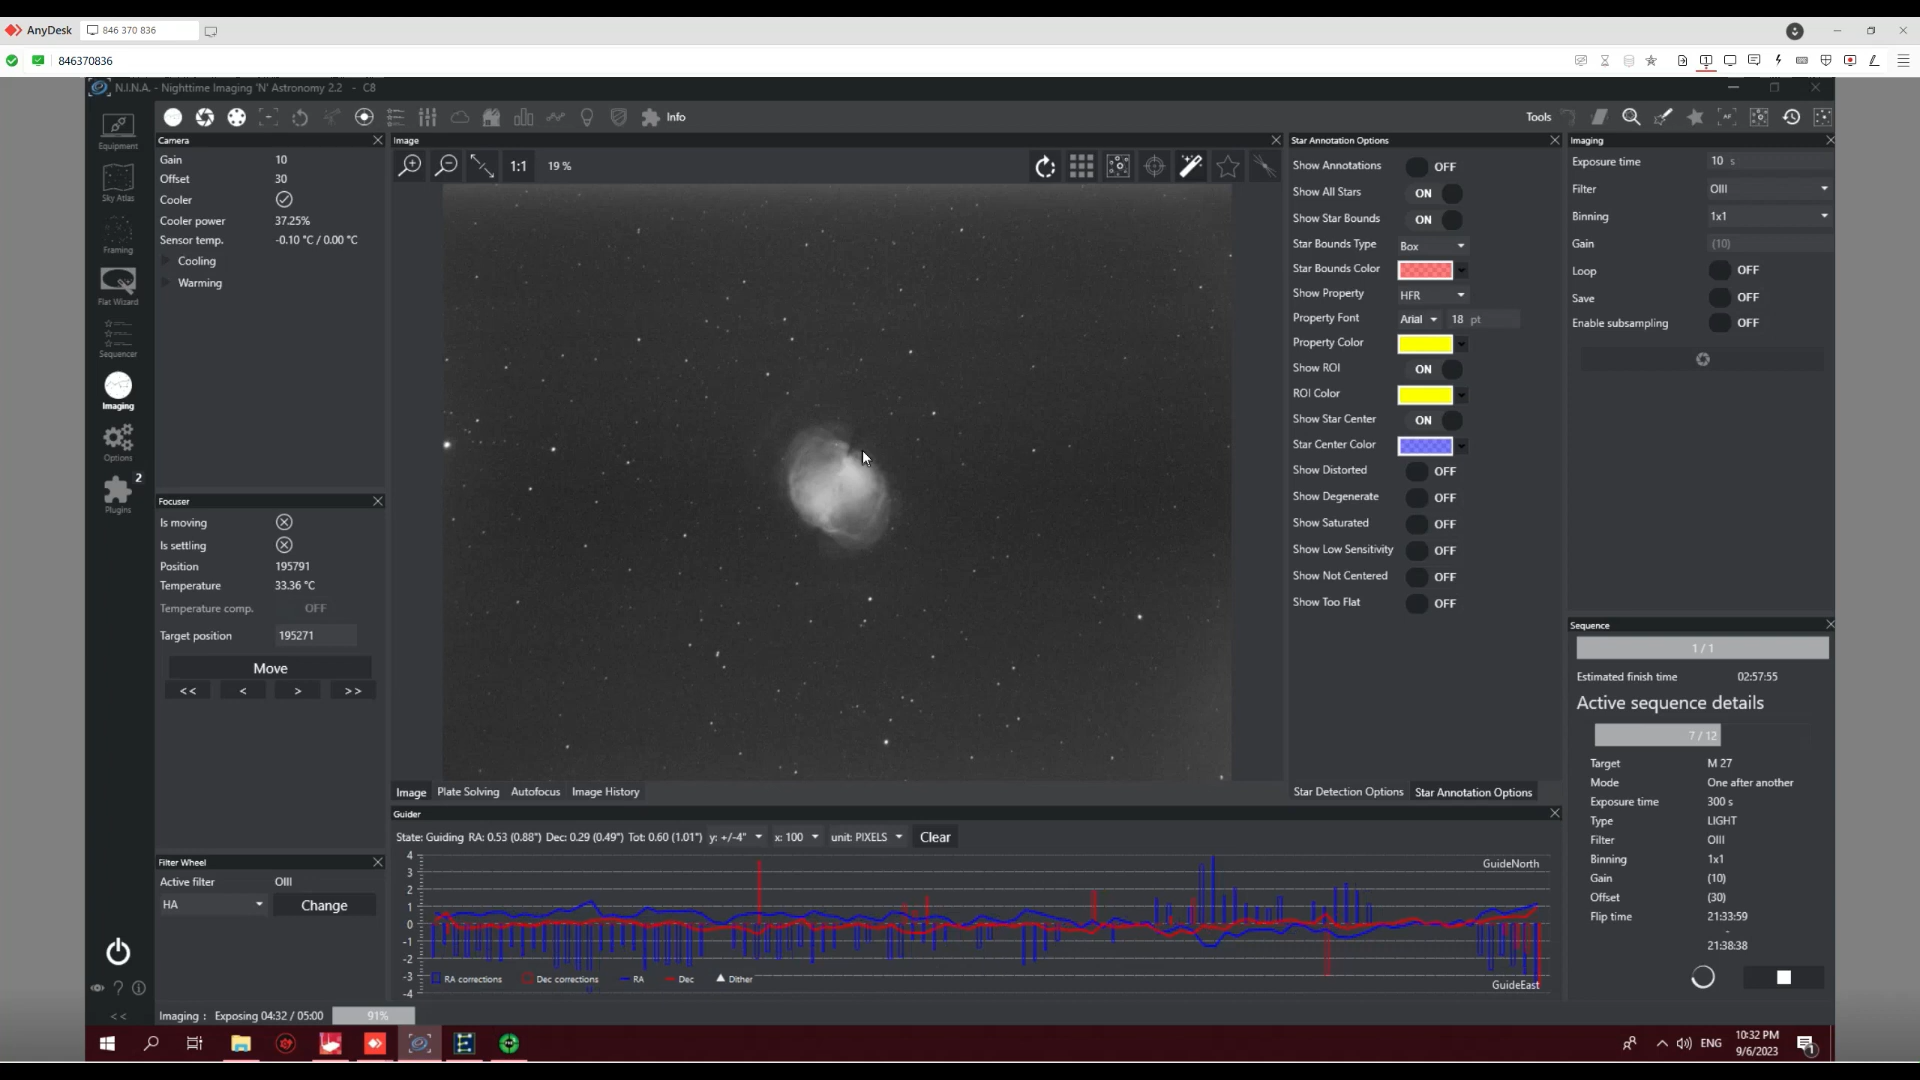 AnyDesk 846 370 836
846370836
N.I.N.A. - Nighttime Imaging 'N' Astronomy 2.2 - C8
Info
Tools
Equipment
Sky Atlas
Framing
Flat Wizard
Sequencer
Imaging
Options
2
Plugins
Camera
Gain 10
Offset 30
Cooler
Cooler power 37.25%
Sensor temp. -0.10 °C / 0.00 °C
Cooling
Warming
Focuser
Is moving
Is settling
Position 195791
Temperature 33.36 °C
Temperature comp. OFF
Target position 195271
Move
<< < > >>
Filter Wheel
Active filter OIII
HA Change
Image
1:1 19 %
Image Plate Solving Autofocus Image History
Star Annotation Options
Show Annotations OFF
Show All Stars ON
Show Star Bounds ON
Star Bounds Type Box
Star Bounds Color
Show Property HFR
Property Font Arial 18 pt
Property Color
Show ROI ON
ROI Color
Show Star Center ON
Star Center Color
Show Distorted OFF
Show Degenerate OFF
Show Saturated OFF
Show Low Sensitivity OFF
Show Not Centered OFF
Show Too Flat OFF
Star Detection Options Star Annotation Options
Imaging
Exposure time 10 s
Filter OIII
Binning 1x1
Gain (10)
Loop OFF
Save OFF
Enable subsampling OFF
Sequence
1 / 1
Estimated finish time 02:57:55
Active sequence details
7 / 12
Target M 27
Mode One after another
Exposure time 300 s
Type LIGHT
Filter OIII
Binning 1x1
Gain (10)
Offset (30)
Flip time 21:33:59
-
21:38:38
Guider
State: Guiding RA: 0.53 (0.88") Dec: 0.29 (0.49") Tot: 0.60 (1.01") y: +/-4" x: 100 unit: PIXELS Clear
4
3
2
1
0
-1
-2
-3
-4
GuideNorth
GuideEast
RA corrections Dec corrections RA Dec Dither
<<
Imaging : Exposing 04:32 / 05:00 91%
ENG
10:32 PM
9/6/2023
1